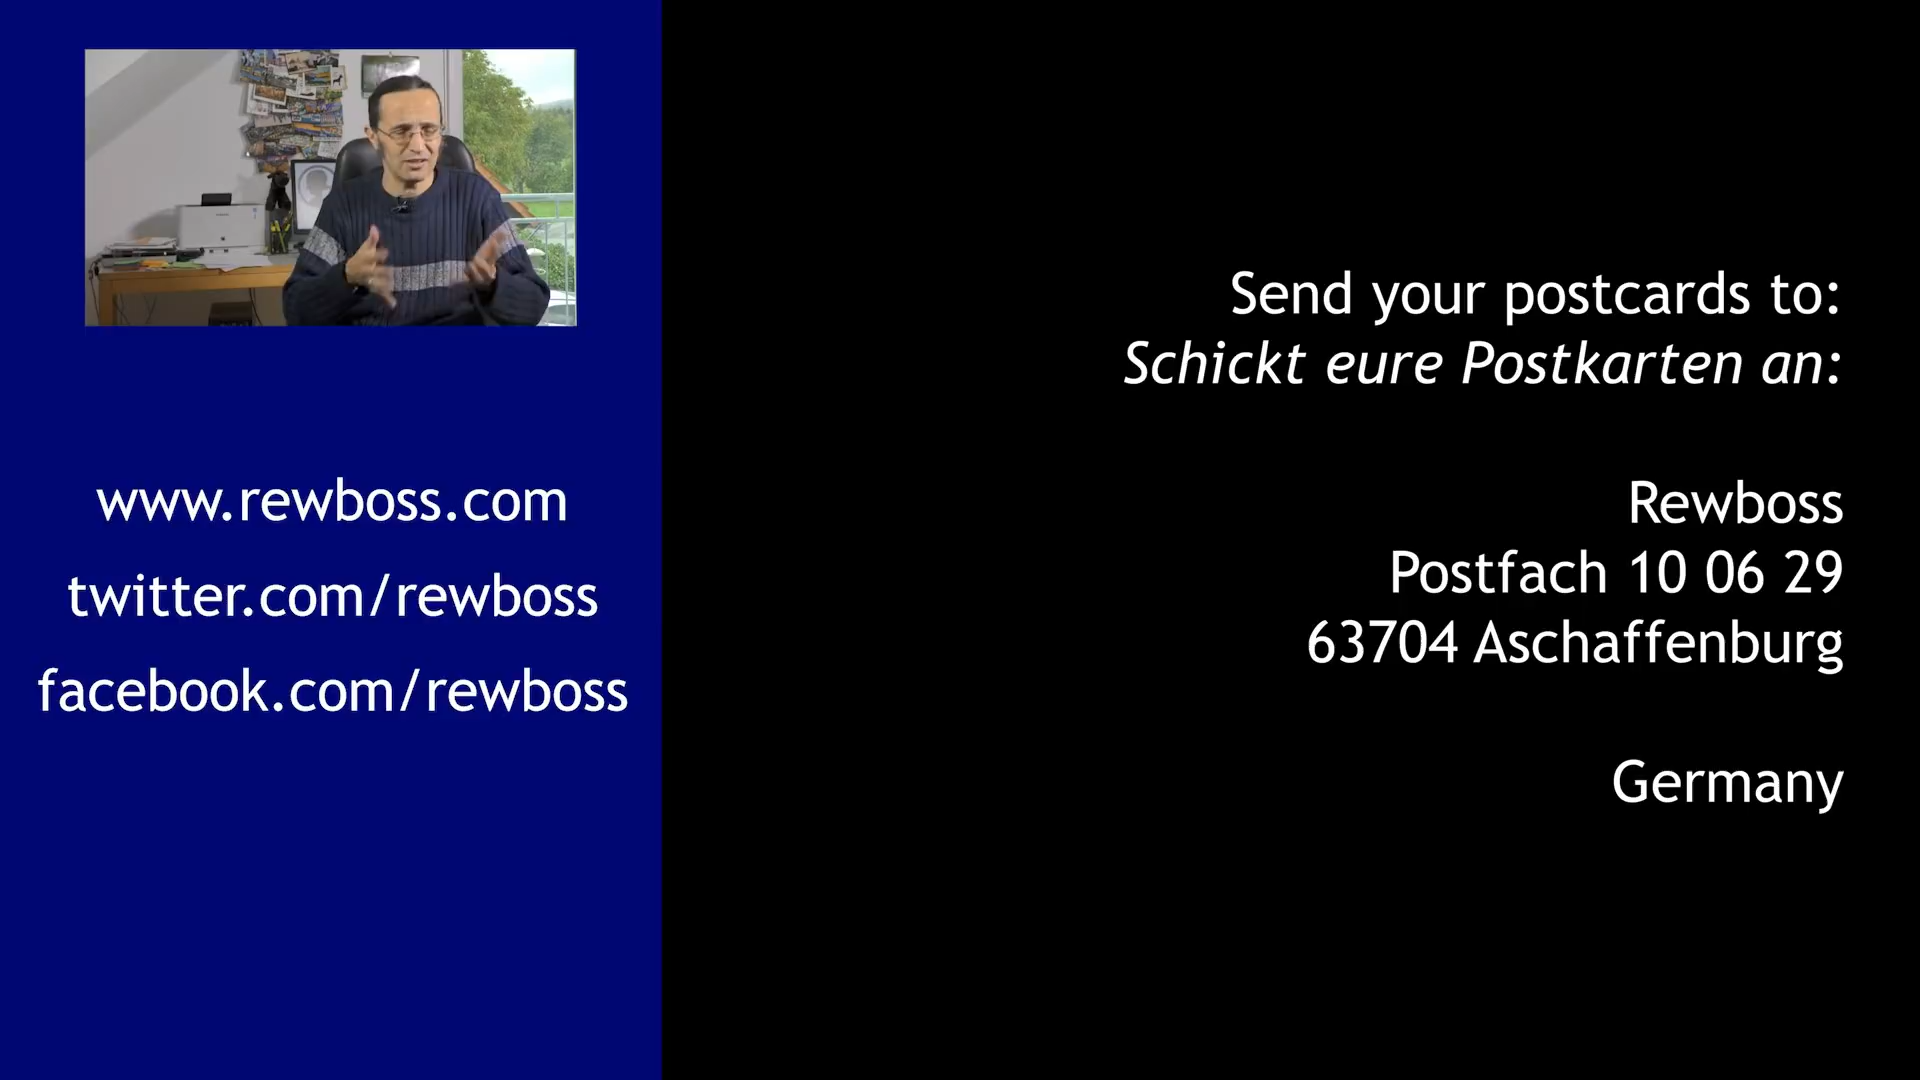 www.rewboss.com
twitter.com/rewboss
facebook.com/rewboss
Send your postcards to:
Schickt eure Postkarten an:
Rewboss
Postfach 10 06 29
63704 Aschaffenburg
Germany